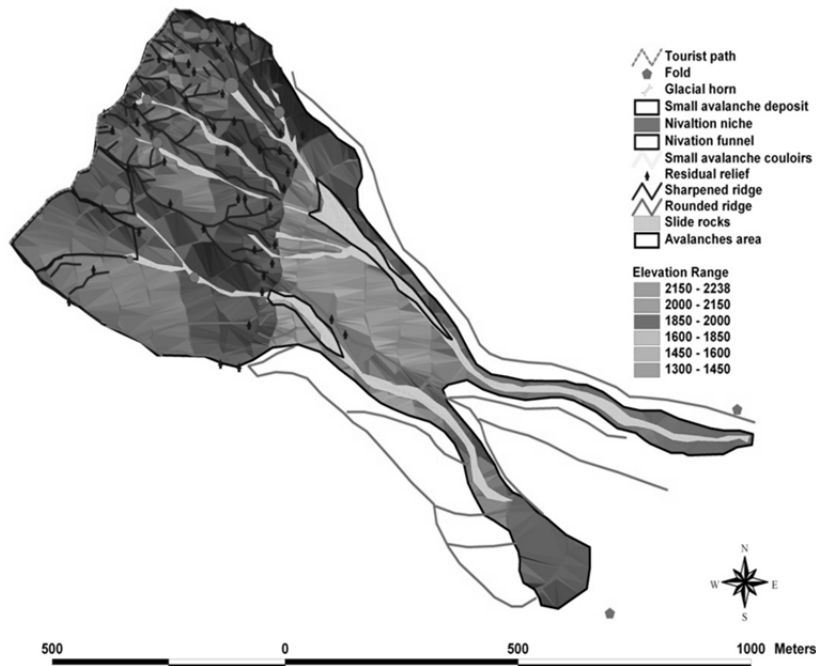 Tourist path
Fold
Glacial horn
Small avalanche deposit
Nivaltion niche
Nivation funnel
Small avalanche couloirs
Residual relief
Sharpened ridge
Rounded ridge
Slide rocks
Avalanches area
Elevation Range
2150 - 2238
2000 - 2150
1850 - 2000
1600 - 1850
1450 - 1600
1300 - 1450
N
W E
S
500 0 500 1000 Meters